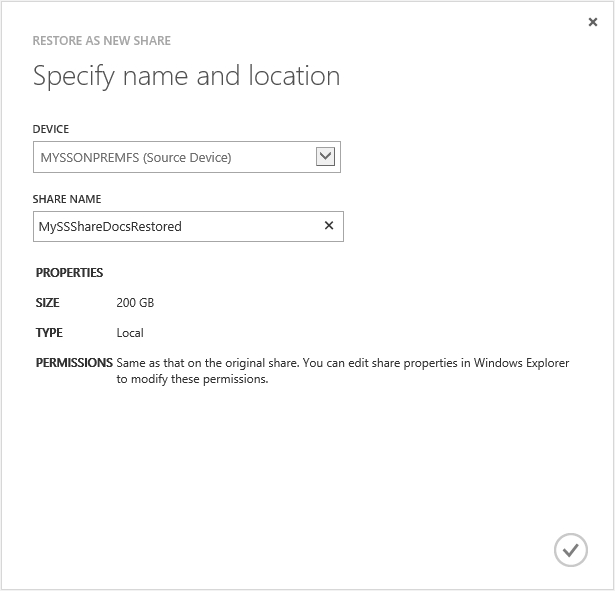 RESTORE AS NEW SHARE
Specify name and location
DEVICE
MYSSONPREMFS (Source Device)
SHARE NAME
MySSShareDocsRestored
PROPERTIES
SIZE 200 GB
TYPE Local
PERMISSIONS Same as that on the original share. You can edit share properties in Windows Explorer
to modify these permissions.